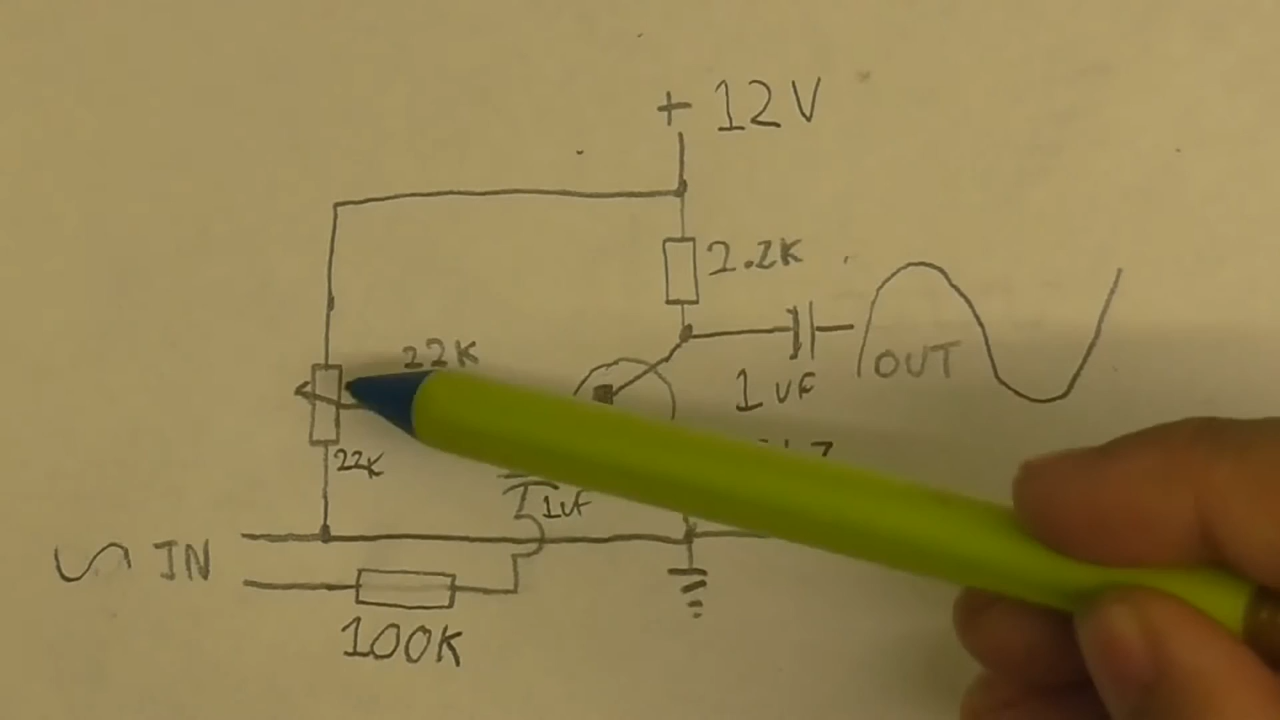 + 12V
2.2K
22K
OUT
1uF
22K
1uF
IN
100K